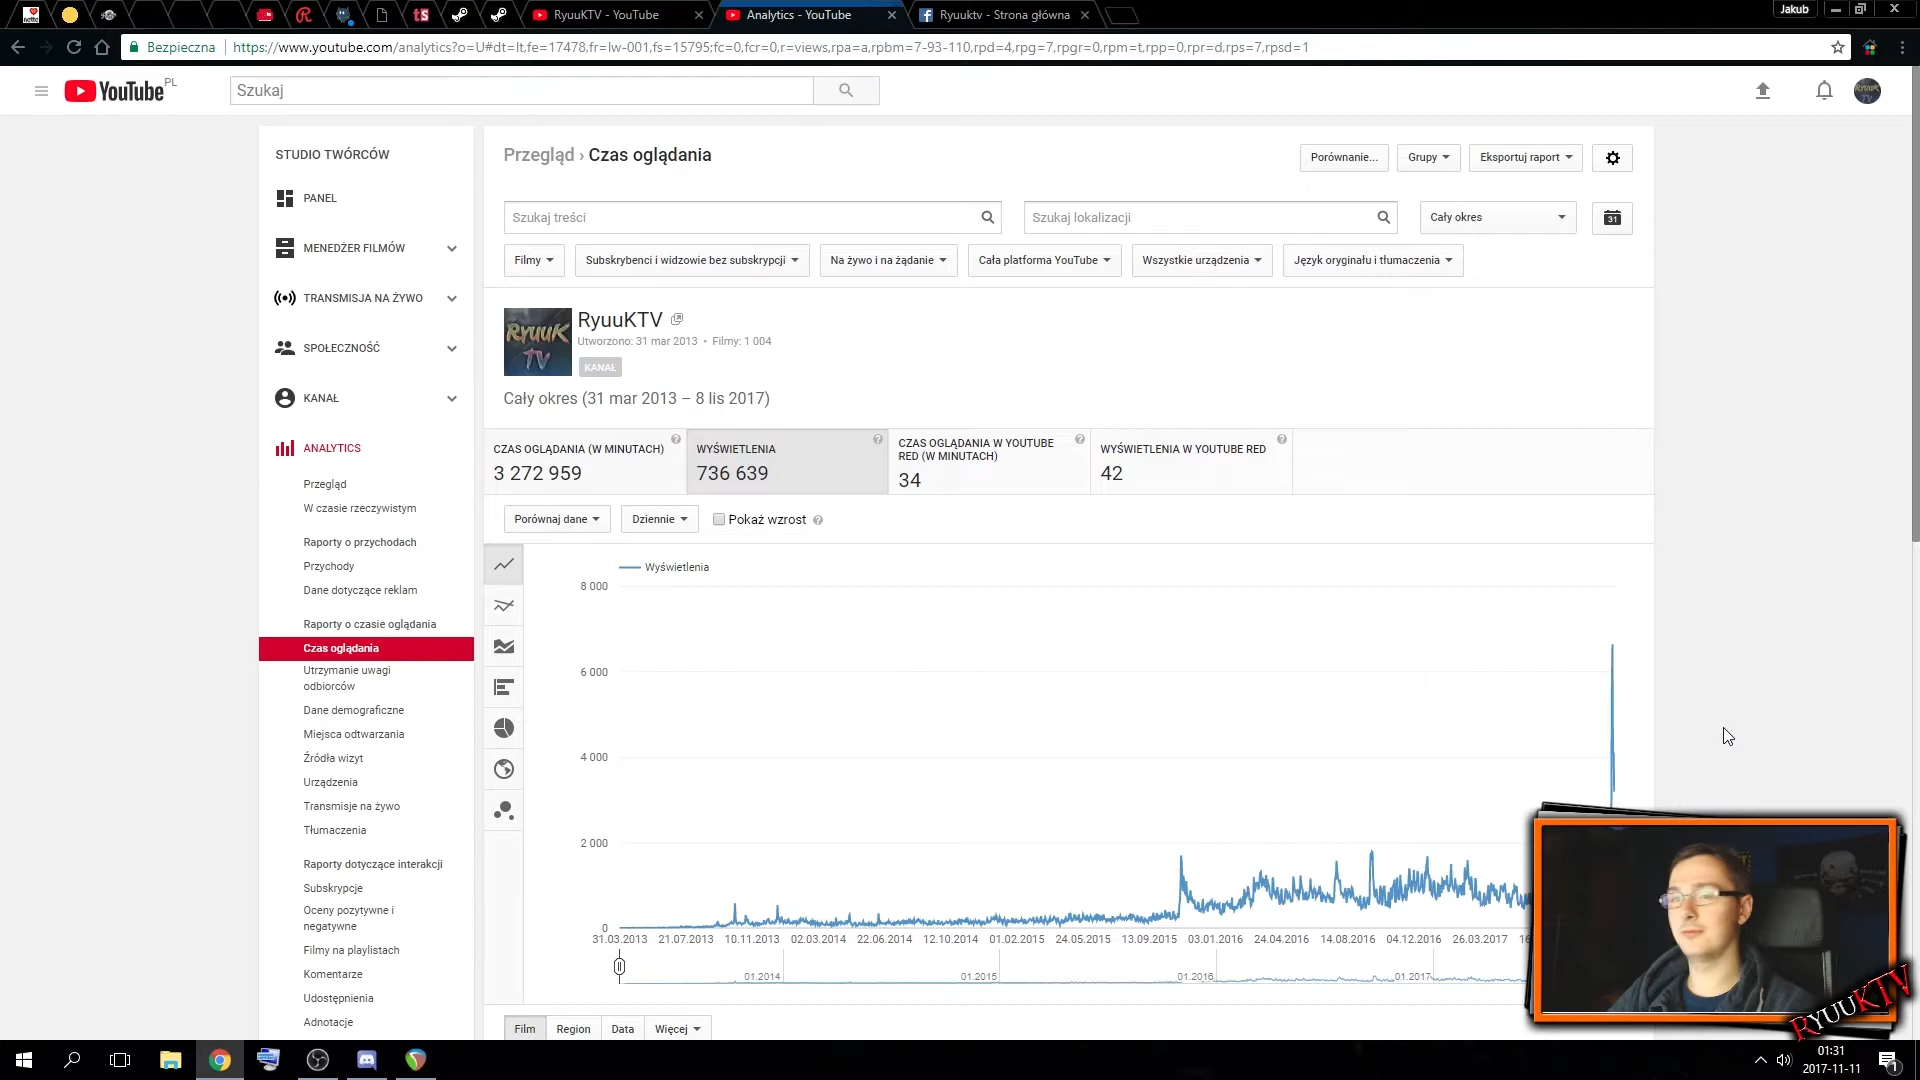 RyuuKTV - YouTube
Analytics - YouTube
Ryuuktv - Strona główna
Jakub
Bezpieczna
https://www.youtube.com/analytics?o=U#dt=lt,fe=17478,fr=lw-001,fs=15795;fc=0,fcr=0,r=views,rpa=a,rpbm=7-93-110,rpd=4,rpg=7,rpgr=0,rpm=t,rpp=0,rpr=d,rps=7,rpsd=1
YouTube PL
Szukaj
STUDIO TWÓRCÓW
PANEL
MENEDŻER FILMÓW
TRANSMISJA NA ŻYWO
SPOŁECZNOŚĆ
KANAŁ
ANALYTICS
Przegląd
W czasie rzeczywistym
Raporty o przychodach
Przychody
Dane dotyczące reklam
Raporty o czasie oglądania
Czas oglądania
Utrzymanie uwagi
odbiorców
Dane demograficzne
Miejsca odtwarzania
Źródła wizyt
Urządzenia
Transmisje na żywo
Tłumaczenia
Raporty dotyczące interakcji
Subskrypcje
Oceny pozytywne i
negatywne
Filmy na playlistach
Komentarze
Udostępnienia
Adnotacje
Przegląd › Czas oglądania
Porównanie...
Grupy
Eksportuj raport
Szukaj treści
Szukaj lokalizacji
Cały okres
31
Filmy
Subskrybenci i widzowie bez subskrypcji
Na żywo i na żądanie
Cała platforma YouTube
Wszystkie urządzenia
Język oryginału i tłumaczenia
RYUUK
TV
RyuuKTV
Utworzono: 31 mar 2013 • Filmy: 1 004
KANAŁ
Cały okres (31 mar 2013 – 8 lis 2017)
CZAS OGLĄDANIA (W MINUTACH)
3 272 959
WYŚWIETLENIA
736 639
CZAS OGLĄDANIA W YOUTUBE
RED (W MINUTACH)
34
WYŚWIETLENIA W YOUTUBE RED
42
Porównaj dane
Dziennie
Pokaż wzrost
Wyświetlenia
8 000
6 000
4 000
2 000
0
31.03.2013 21.07.2013 10.11.2013 02.03.2014 22.06.2014 12.10.2014 01.02.2015 24.05.2015 13.09.2015 03.01.2016 24.04.2016 14.08.2016 04.12.2016 26.03.2017 16
01.2014 01.2015 01.2016 01.2017
Film
Region
Data
Więcej
RYUUKTV
01:31
2017-11-11
1